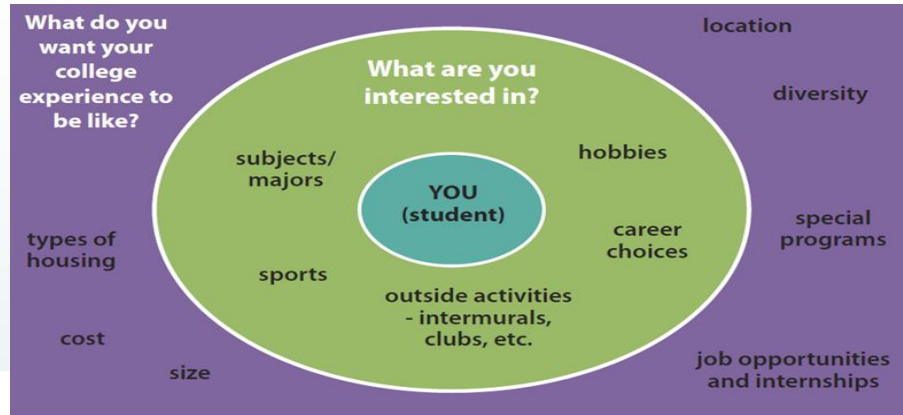 What do you
want your
college
experience to
be like?
What are you
interested in?
location
diversity
hobbies
subjects/
majors
YOU
(student)
special
programs
career
choices
types of
housing
sports
outside activities
- intermurals,
clubs, etc.
cost
size
job opportunities
and internships